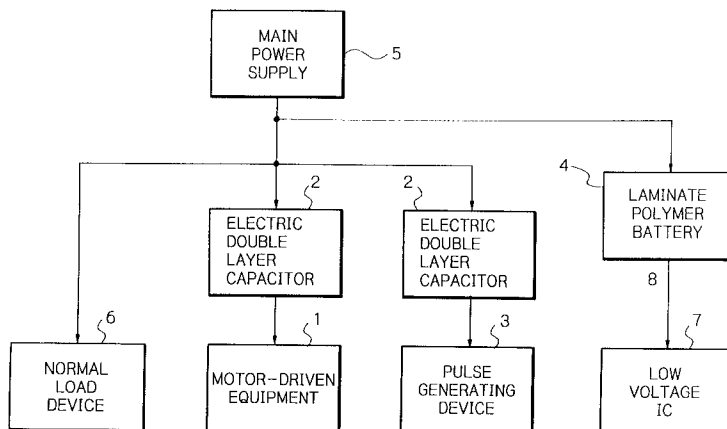 MAIN
POWER
SUPPLY
5
2
ELECTRIC
DOUBLE
LAYER
CAPACITOR
2
ELECTRIC
DOUBLE
LAYER
CAPACITOR
4
LAMINATE
POLYMER
BATTERY
8
6
NORMAL
LOAD
DEVICE
1
MOTOR-DRIVEN
EQUIPMENT
3
PULSE
GENERATING
DEVICE
7
LOW
VOLTAGE
IC